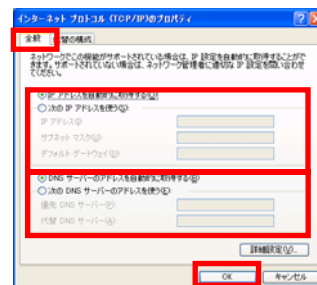 インターネット プロトコル (TCP/IP)のプロパティ
全般 代替の構成
ネットワークでこの機能がサポートされている場合は、IP 設定を自動的に取得することがで
きます。サポートされていない場合は、ネットワーク管理者に適切な IP 設定を問い合わせ
てください。
IP アドレスを自動的に取得する(O)
次の IP アドレスを使う(S):
IP アドレス(I):
サブネット マスク(U):
デフォルト ゲートウェイ(D):
DNS サーバーのアドレスを自動的に取得する(B)
次の DNS サーバーのアドレスを使う(E):
優先 DNS サーバー(P):
代替 DNS サーバー(A):
詳細設定(V)...
OK キャンセル